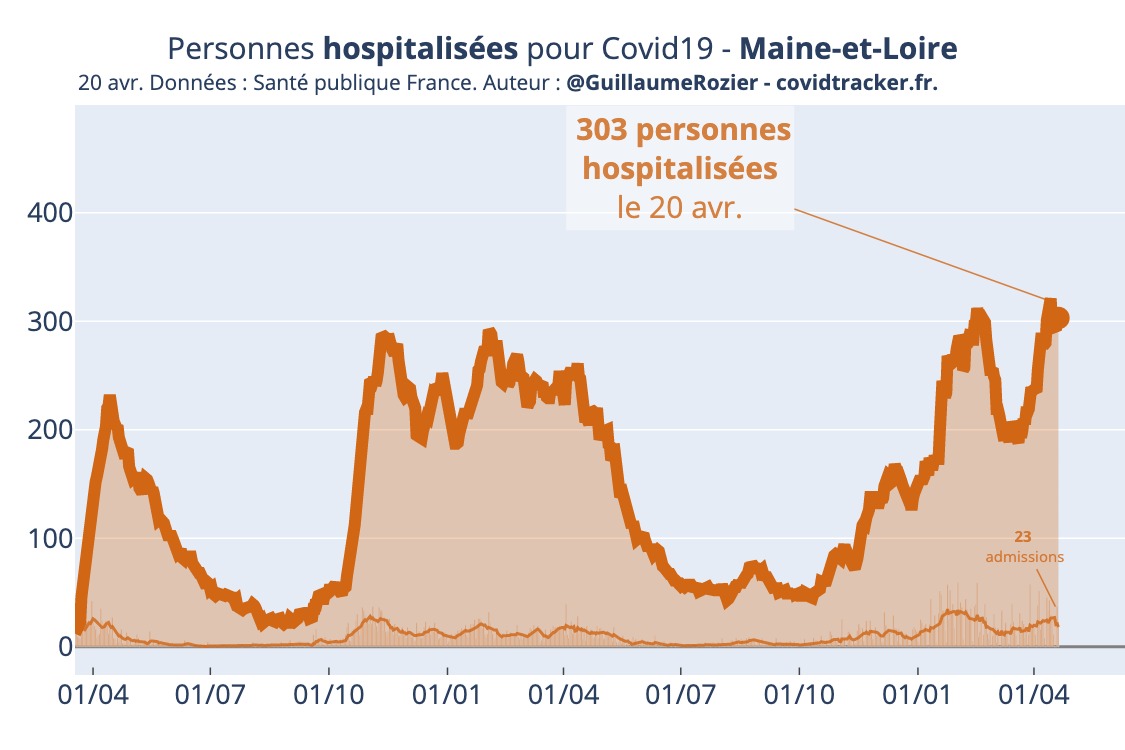 Personnes hospitalisées pour Covid19 - Maine-et-Loire
20 avr. Données : Santé publique France. Auteur : @GuillaumeRozier - covidtracker.fr.
303 personnes
hospitalisées
le 20 avr.
400
300
200
100
0
23
admissions
01/04
01/07
01/10
01/01
01/04
01/07
01/10
01/01
01/04